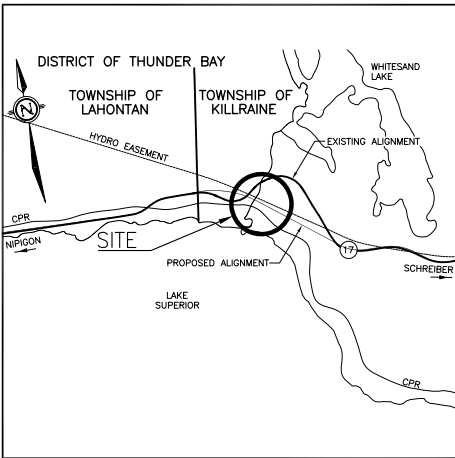 DISTRICT OF THUNDER BAY
TOWNSHIP OF
LAHONTAN
TOWNSHIP OF
KILLRAINE
WHITESAND
LAKE
N
HYDRO EASEMENT
EXISTING ALIGNMENT
CPR
NIPIGON
SITE
PROPOSED ALIGNMENT
17
SCHREIBER
LAKE
SUPERIOR
CPR